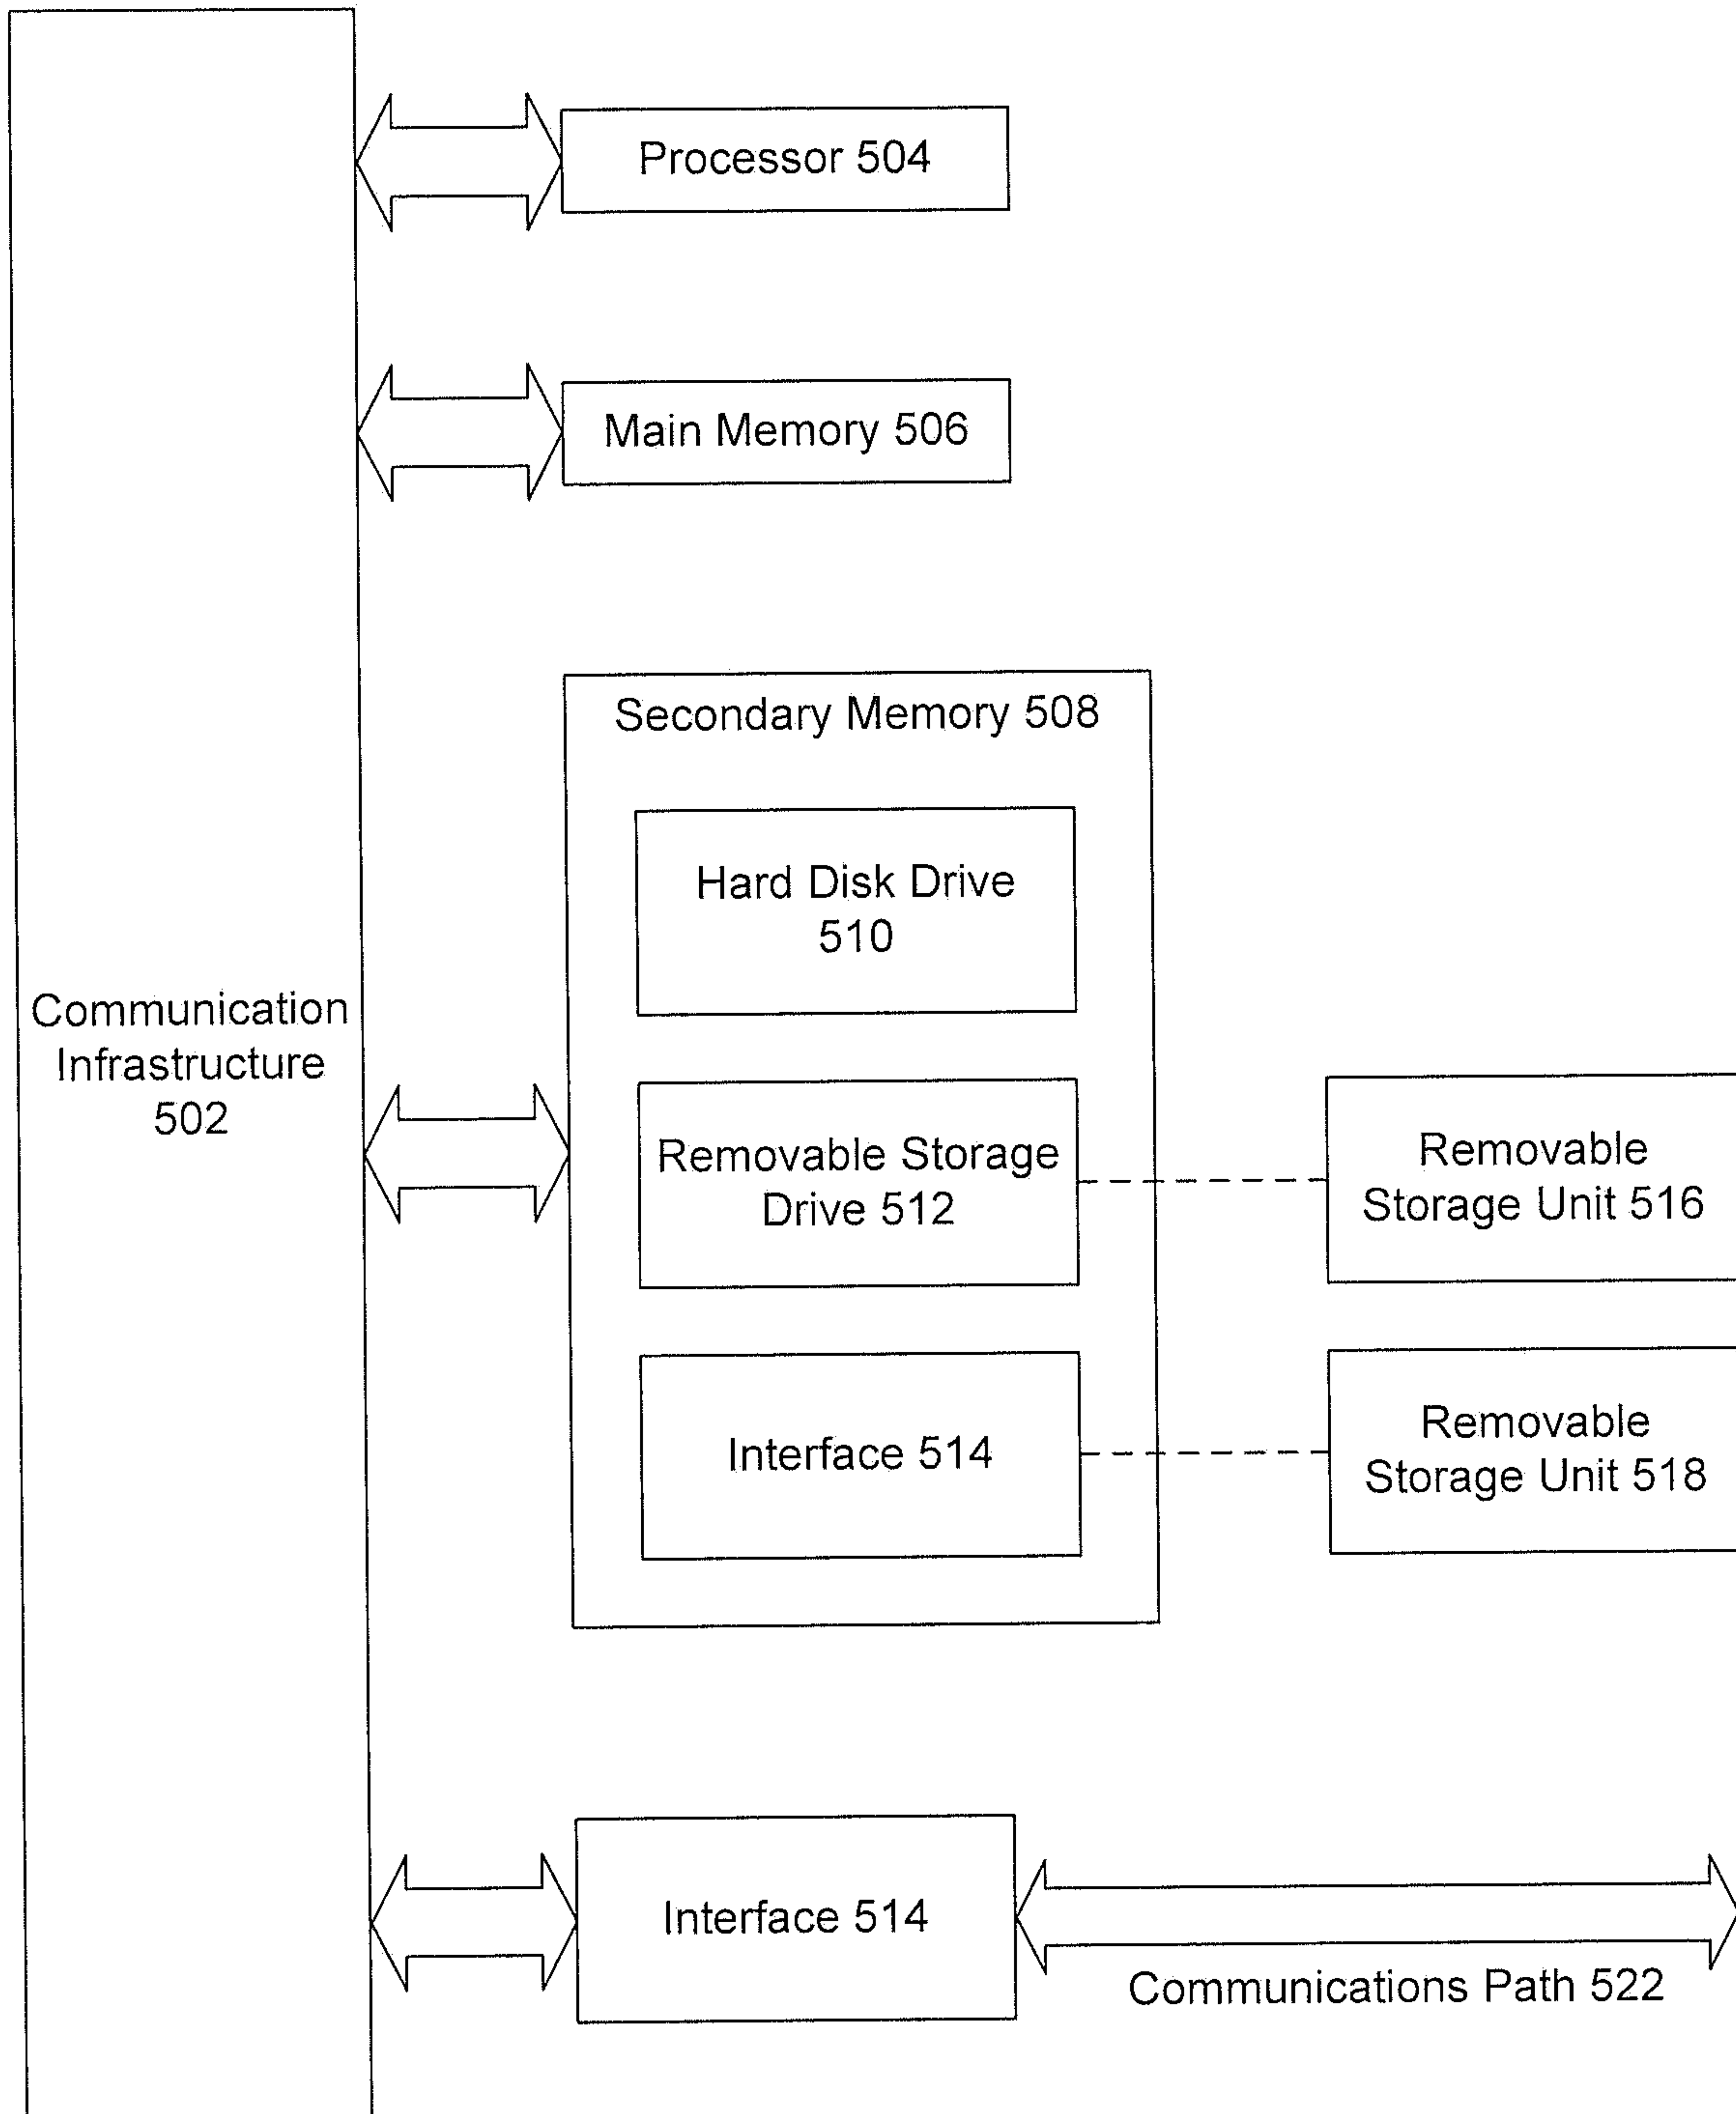 Processor 504
Main Memory 506
Secondary Memory 508
Hard Disk Drive
510
Communication
Infrastructure
502
Removable Storage
Drive 512
Removable
Storage Unit 516
Interface 514
Removable
Storage Unit 518
Interface 514
Communications Path 522